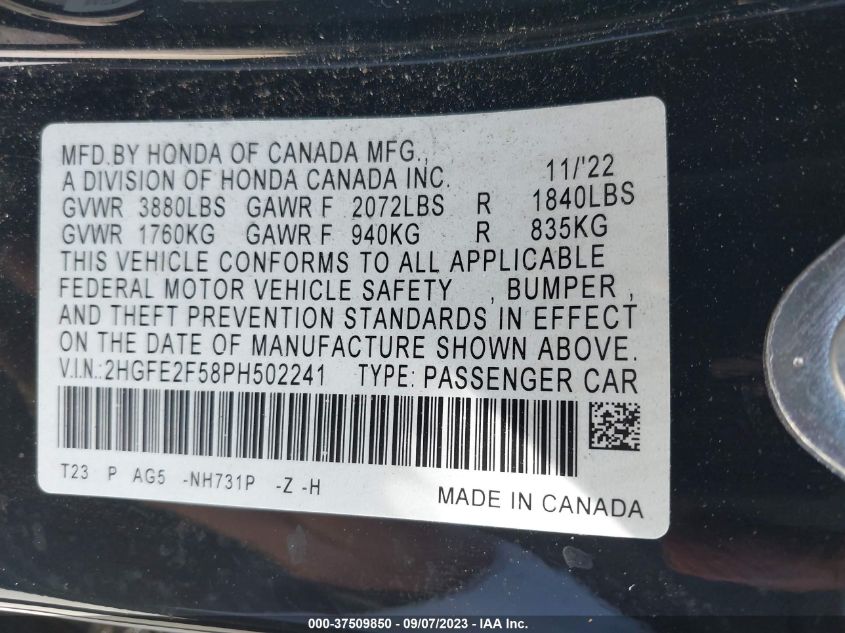 MFD.BY HONDA OF CANADA MFG.,
A DIVISION OF HONDA CANADA INC. 11/'22
GVWR 3880LBS GAWR F 2072LBS R 1840LBS
GVWR 1760KG GAWR F 940KG R 835KG
THIS VEHICLE CONFORMS TO ALL APPLICABLE
FEDERAL MOTOR VEHICLE SAFETY , BUMPER ,
AND THEFT PREVENTION STANDARDS IN EFFECT
ON THE DATE OF MANUFACTURE SHOWN ABOVE.
V.I.N.:2HGFE2F58PH502241 TYPE: PASSENGER CAR
T23 P AG5 -NH731P -Z -H
MADE IN CANADA
000-37509850 - 09/07/2023 - IAA Inc.